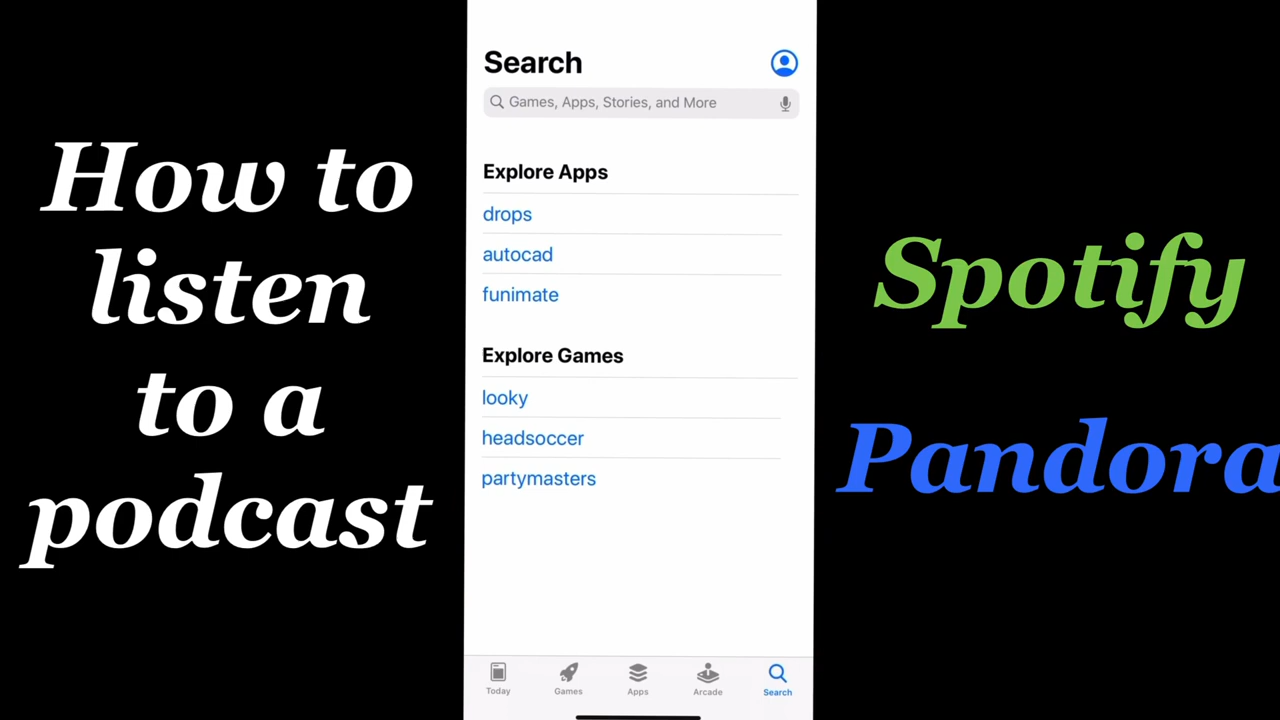 How to
listen
to a
podcast
Search
Games, Apps, Stories, and More
Explore Apps
drops
autocad
funimate
Explore Games
looky
headsoccer
partymasters
Today
Games
Apps
Arcade
Search
Spotify
Pandora